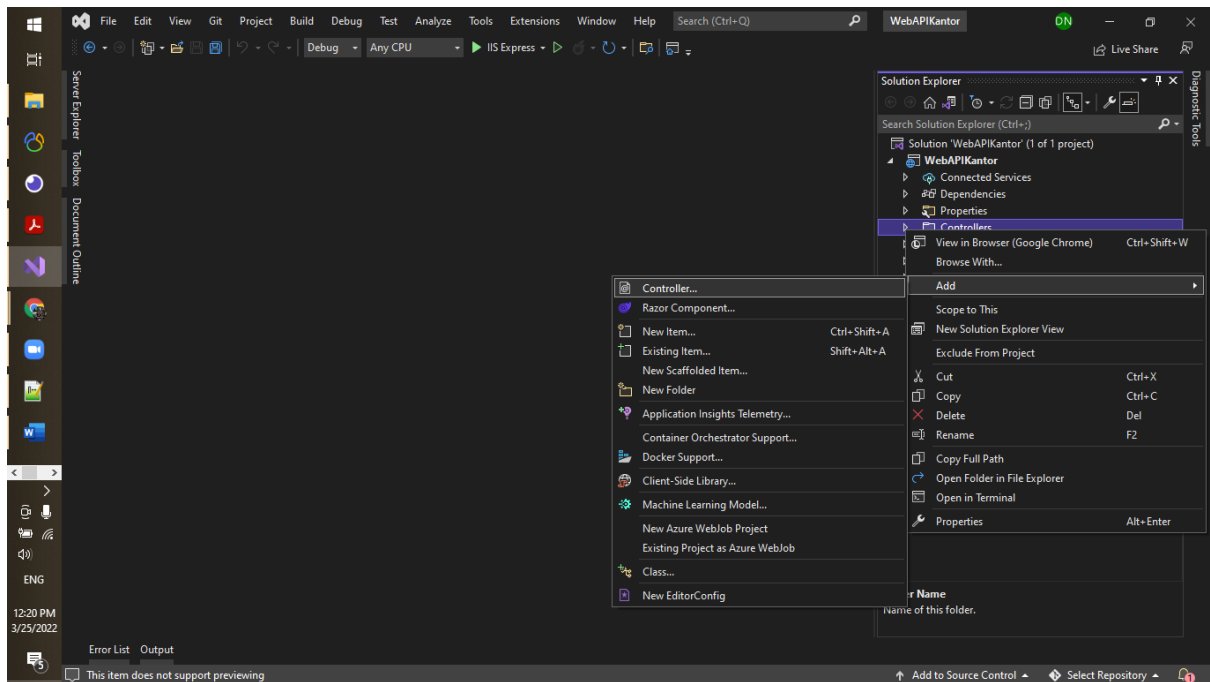 File Edit View Git Project Build Debug Test Analyze Tools Extensions Window Help Search (Ctrl+Q) WebAPIKantor DN
Debug Any CPU IIS Express Live Share
Server Explorer
Toolbox
Document Outline
Solution Explorer
Search Solution Explorer (Ctrl+;)
Solution 'WebAPIKantor' (1 of 1 project)
WebAPIKantor
Connected Services
Dependencies
Properties
Controllers
Diagnostic Tools
View in Browser (Google Chrome) Ctrl+Shift+W
Browse With...
Add
Scope to This
New Solution Explorer View
Exclude From Project
Cut Ctrl+X
Copy Ctrl+C
Delete Del
Rename F2
Copy Full Path
Open Folder in File Explorer
Open in Terminal
Properties Alt+Enter
Controller...
Razor Component...
New Item... Ctrl+Shift+A
Existing Item... Shift+Alt+A
New Scaffolded Item...
New Folder
Application Insights Telemetry...
Container Orchestrator Support...
Docker Support...
Client-Side Library...
Machine Learning Model...
New Azure WebJob Project
Existing Project as Azure WebJob
Class...
New EditorConfig
Name
Name of this folder.
ENG
12:20 PM
3/25/2022
5
Error List Output
This item does not support previewing Add to Source Control Select Repository 1